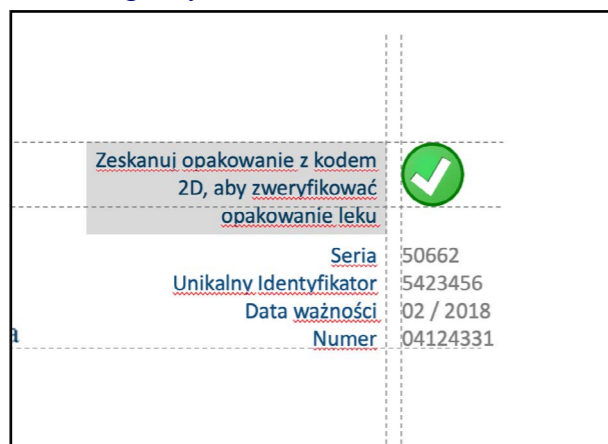 Zeskanuj opakowanie z kodem
2D, aby zweryfikować
opakowanie leku
Seria 50662
Unikalny Identyfikator 5423456
Data ważności 02 / 2018
Numer 04124331